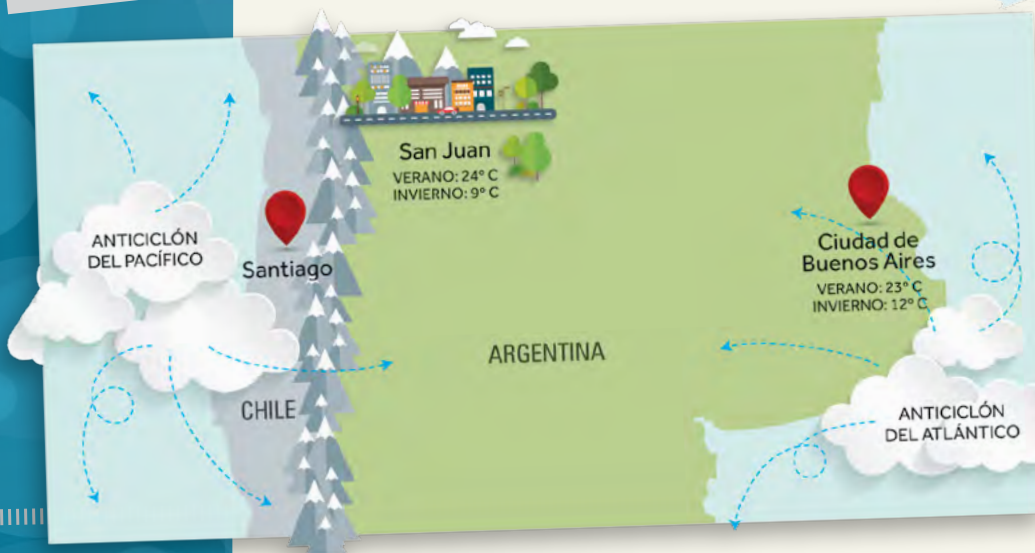 San Juan
VERANO: 24° C
INVIERNO: 9° C
ANTICICLÓN
DEL PACÍFICO
Santiago
Ciudad de
Buenos Aires
VERANO: 23° C
INVIERNO: 12° C
ARGENTINA
CHILE
ANTICICLÓN
DEL ATLÁNTICO